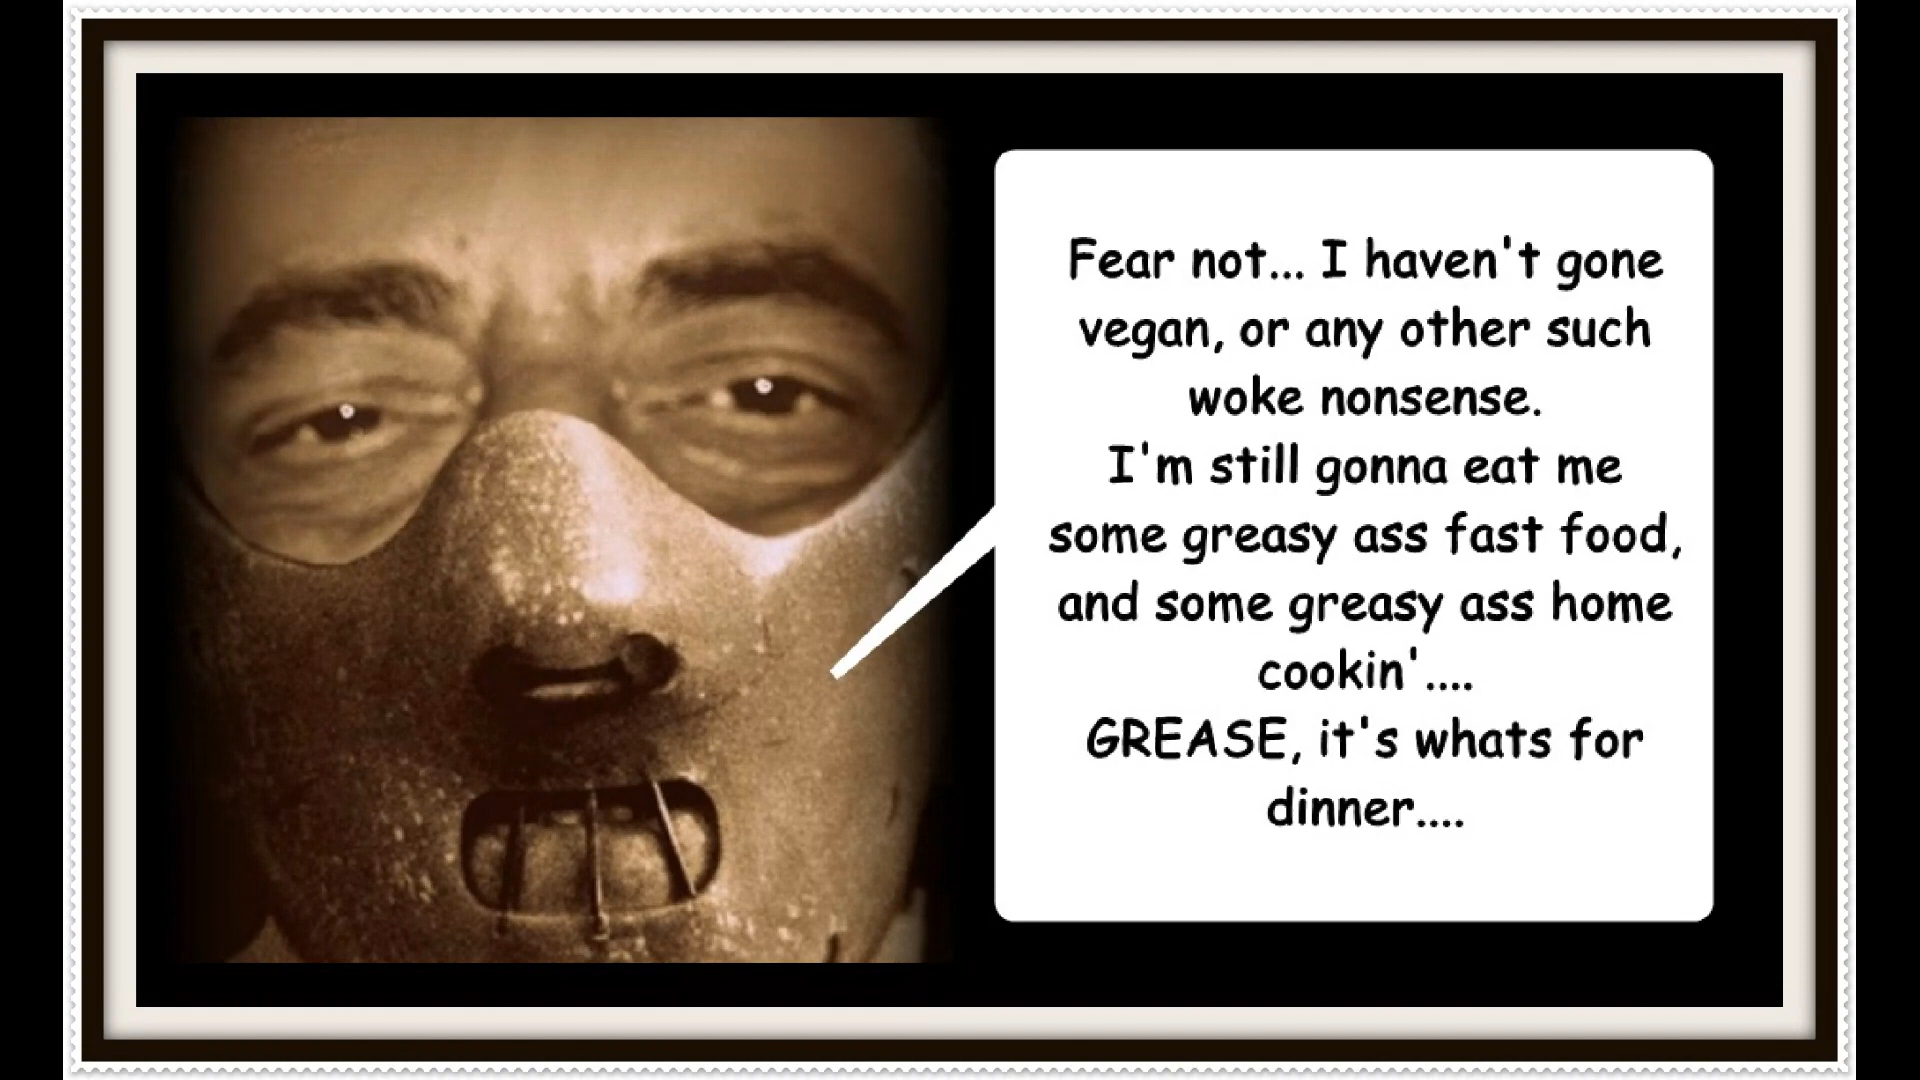 Fear not... I haven't gone
vegan, or any other such
woke nonsense.
I'm still gonna eat me
some greasy ass fast food,
and some greasy ass home
cookin'....
GREASE, it's whats for
dinner....